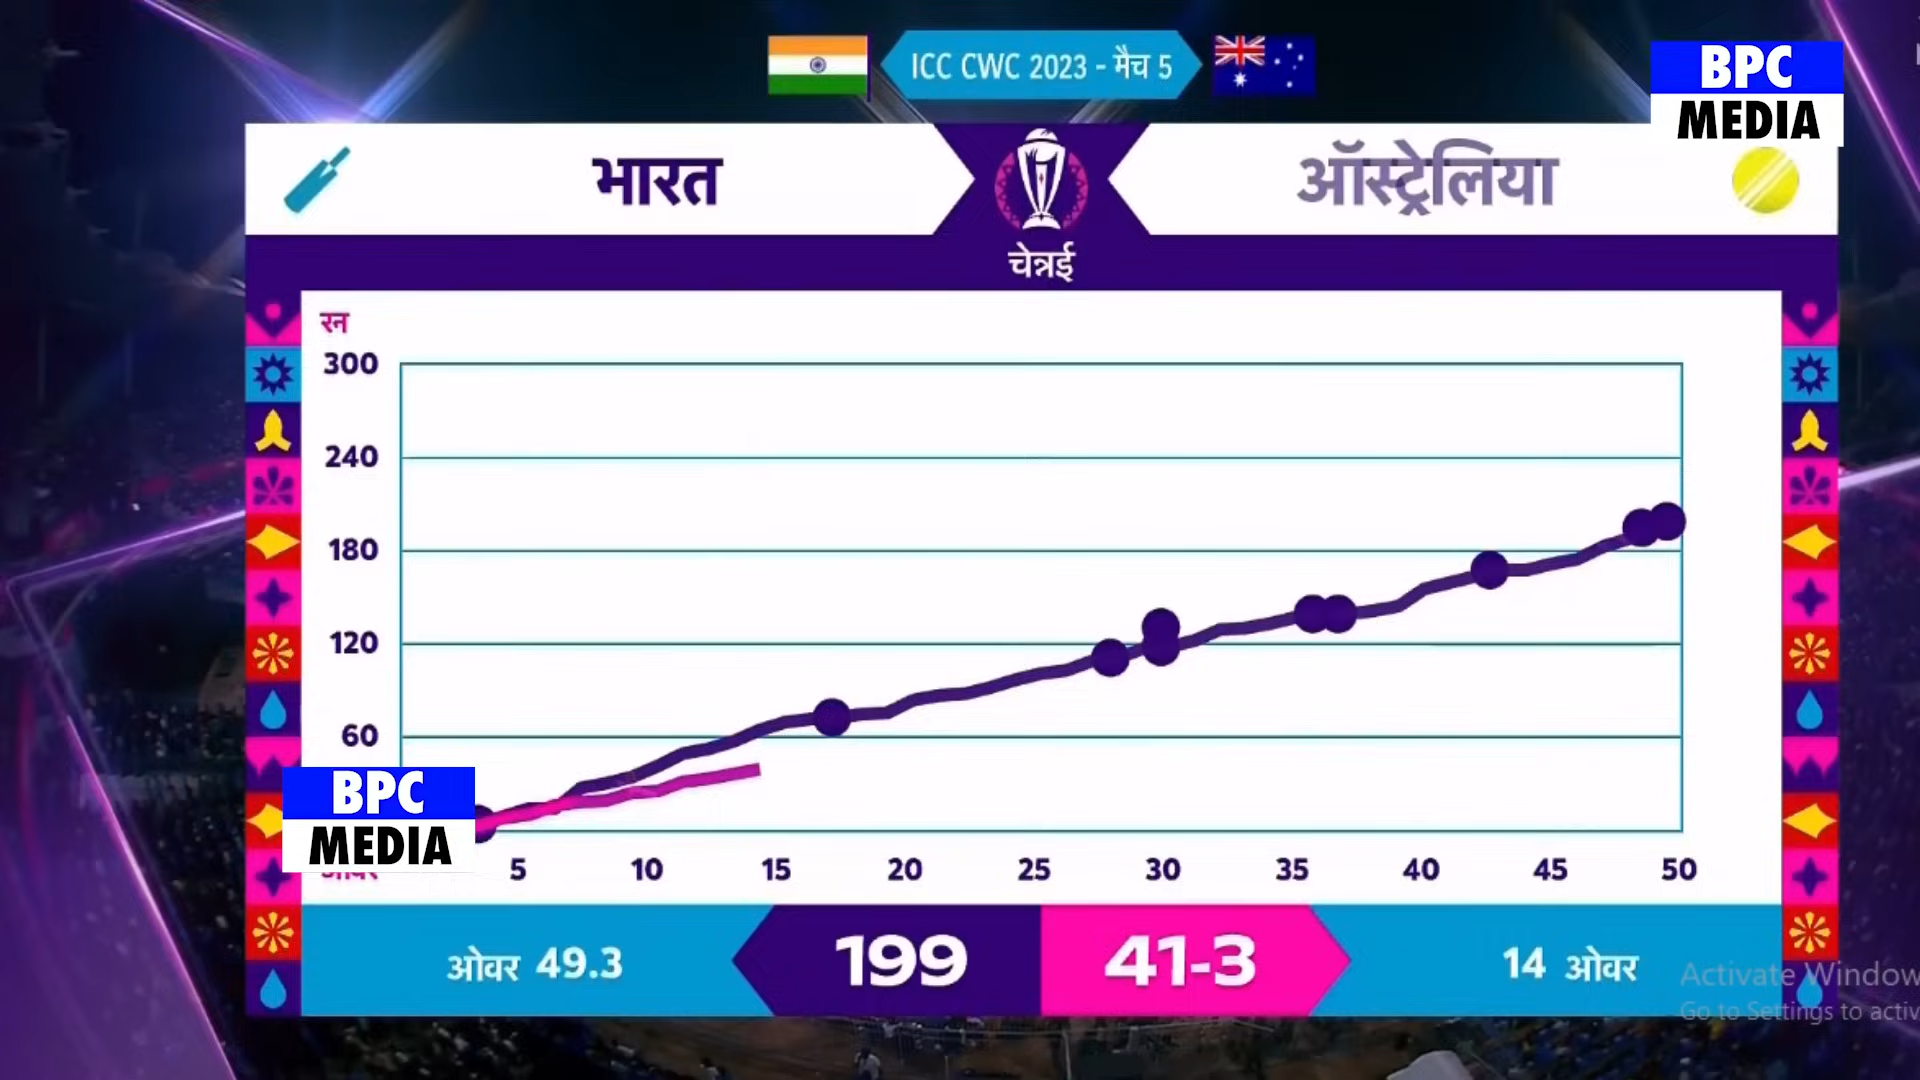 ICC CWC 2023 - मैच 5
BPC
MEDIA
भारत
ऑस्ट्रेलिया
चेन्नई
रन
300
240
180
120
60
BPC
MEDIA
5 10 15 20 25 30 35 40 45 50
ओवर 49.3
199
41-3
14 ओवर
Activate Window
Go to Settings to activ